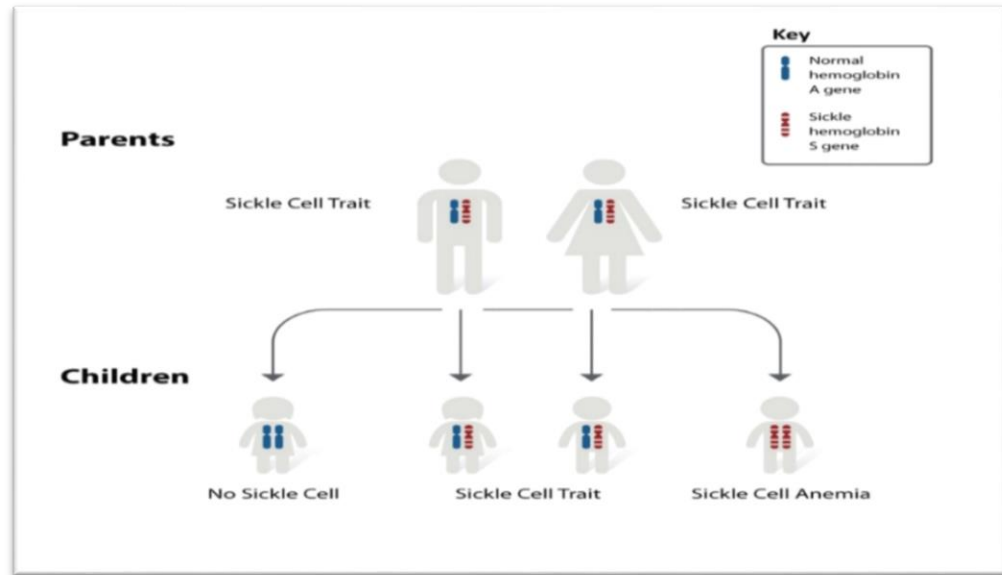 Key
Normal
hemoglobin
A gene
Sickle
hemoglobin
S gene
Parents
Sickle Cell Trait
Sickle Cell Trait
Children
No Sickle Cell
Sickle Cell Trait
Sickle Cell Anemia